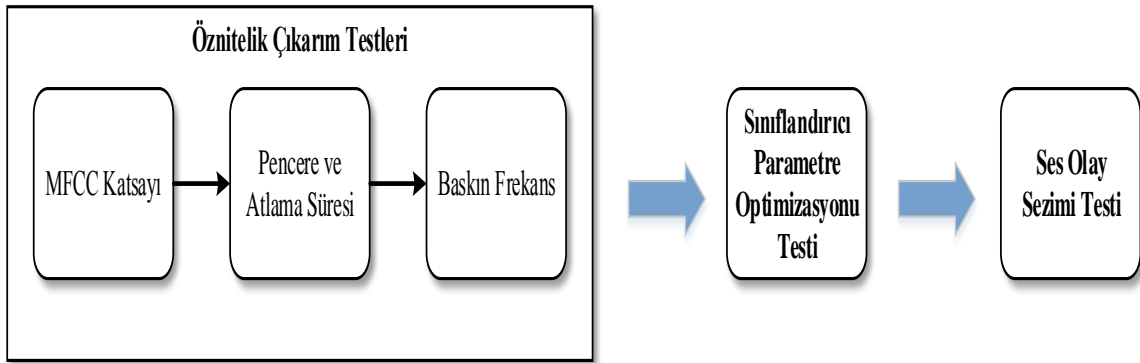 Öznitelik Çıkarım Testleri
MFCC Katsayı
Pencere ve
Atlama Süresi
Baskın Frekans
Sınıflandırıcı
Parametre
Optimizasyonu
Testi
Ses Olay
Sezimi Testi